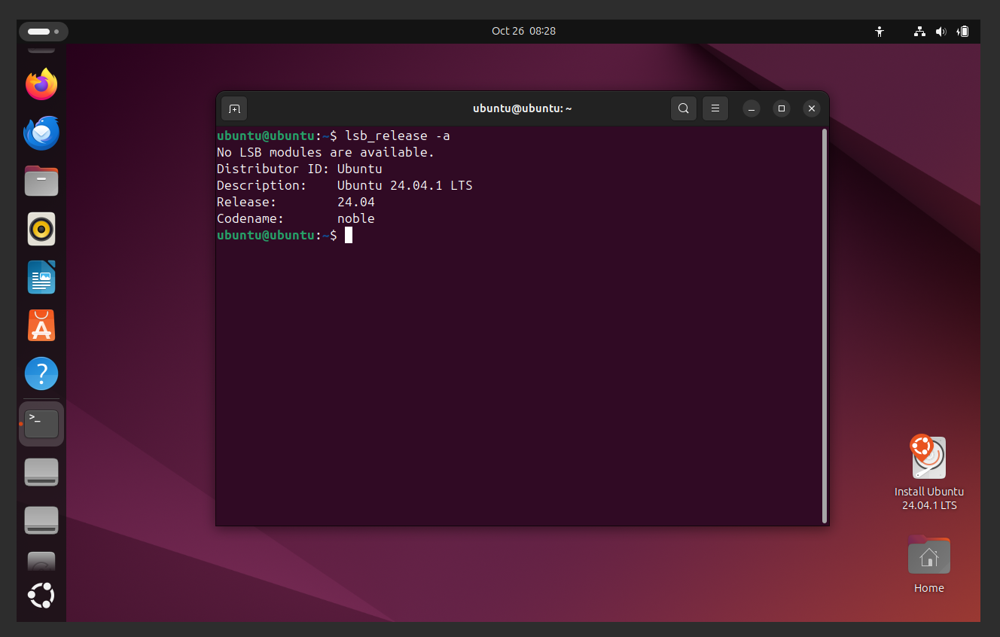 Oct 26 08:28
ubuntu@ubuntu: ~
ubuntu@ubuntu:~$ lsb_release -a
No LSB modules are available.
Distributor ID: Ubuntu
Description:    Ubuntu 24.04.1 LTS
Release:        24.04
Codename:       noble
ubuntu@ubuntu:~$
>_
?
Install Ubuntu
24.04.1 LTS
Home